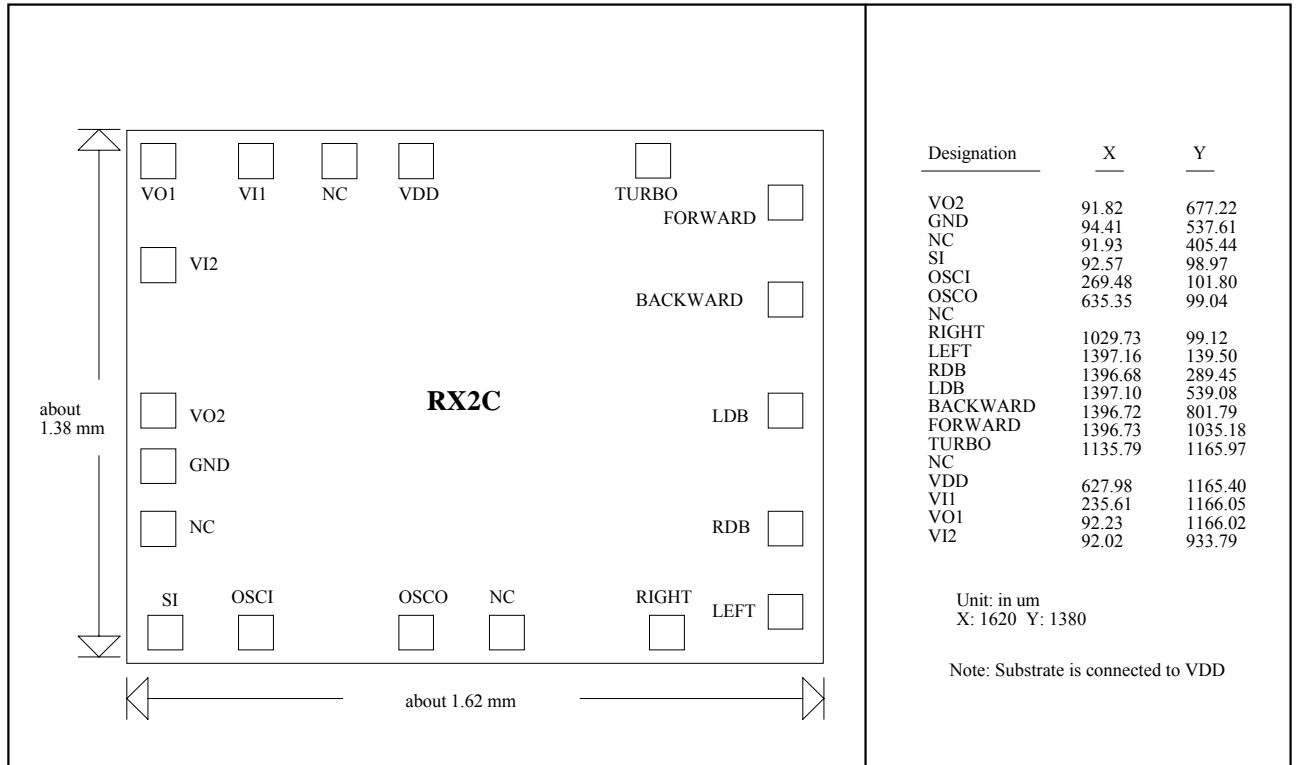 VO1 VI1 NC VDD TURBO
FORWARD
VI2
BACKWARD
RX2C
about
1.38 mm
VO2 LDB
GND
NC RDB
SI OSCI OSCO NC RIGHT
LEFT
about 1.62 mm
Designation X Y
VO2 91.82 677.22
GND 94.41 537.61
NC 91.93 405.44
SI 92.57 98.97
OSCI 269.48 101.80
OSCO 635.35 99.04
NC
RIGHT 1029.73 99.12
LEFT 1397.16 139.50
RDB 1396.68 289.45
LDB 1397.10 539.08
BACKWARD 1396.72 801.79
FORWARD 1396.73 1035.18
TURBO 1135.79 1165.97
NC
VDD 627.98 1165.40
VI1 235.61 1166.05
VO1 92.23 1166.02
VI2 92.02 933.79
Unit: in um
X: 1620 Y: 1380
Note: Substrate is connected to VDD